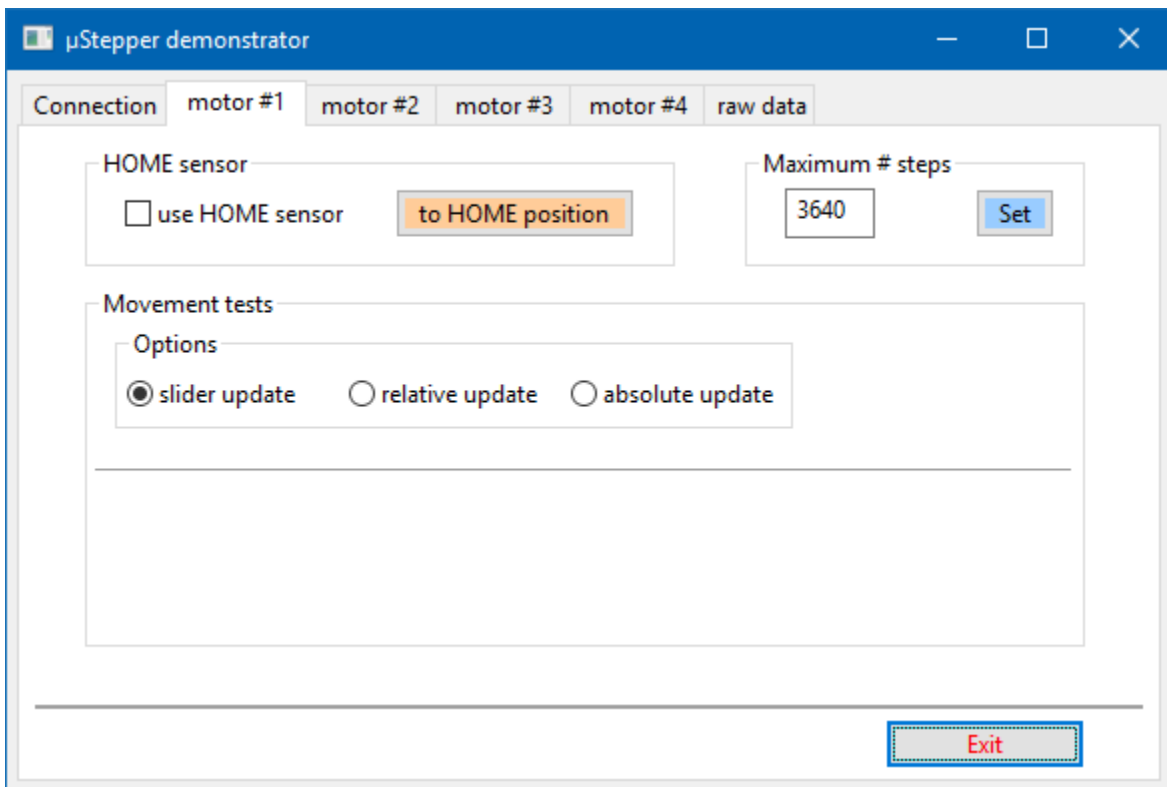 µStepper demonstrator
Connection motor #1 motor #2 motor #3 motor #4 raw data
HOME sensor Maximum # steps
use HOME sensor to HOME position 3640 Set
Movement tests
Options
slider update relative update absolute update
Exit